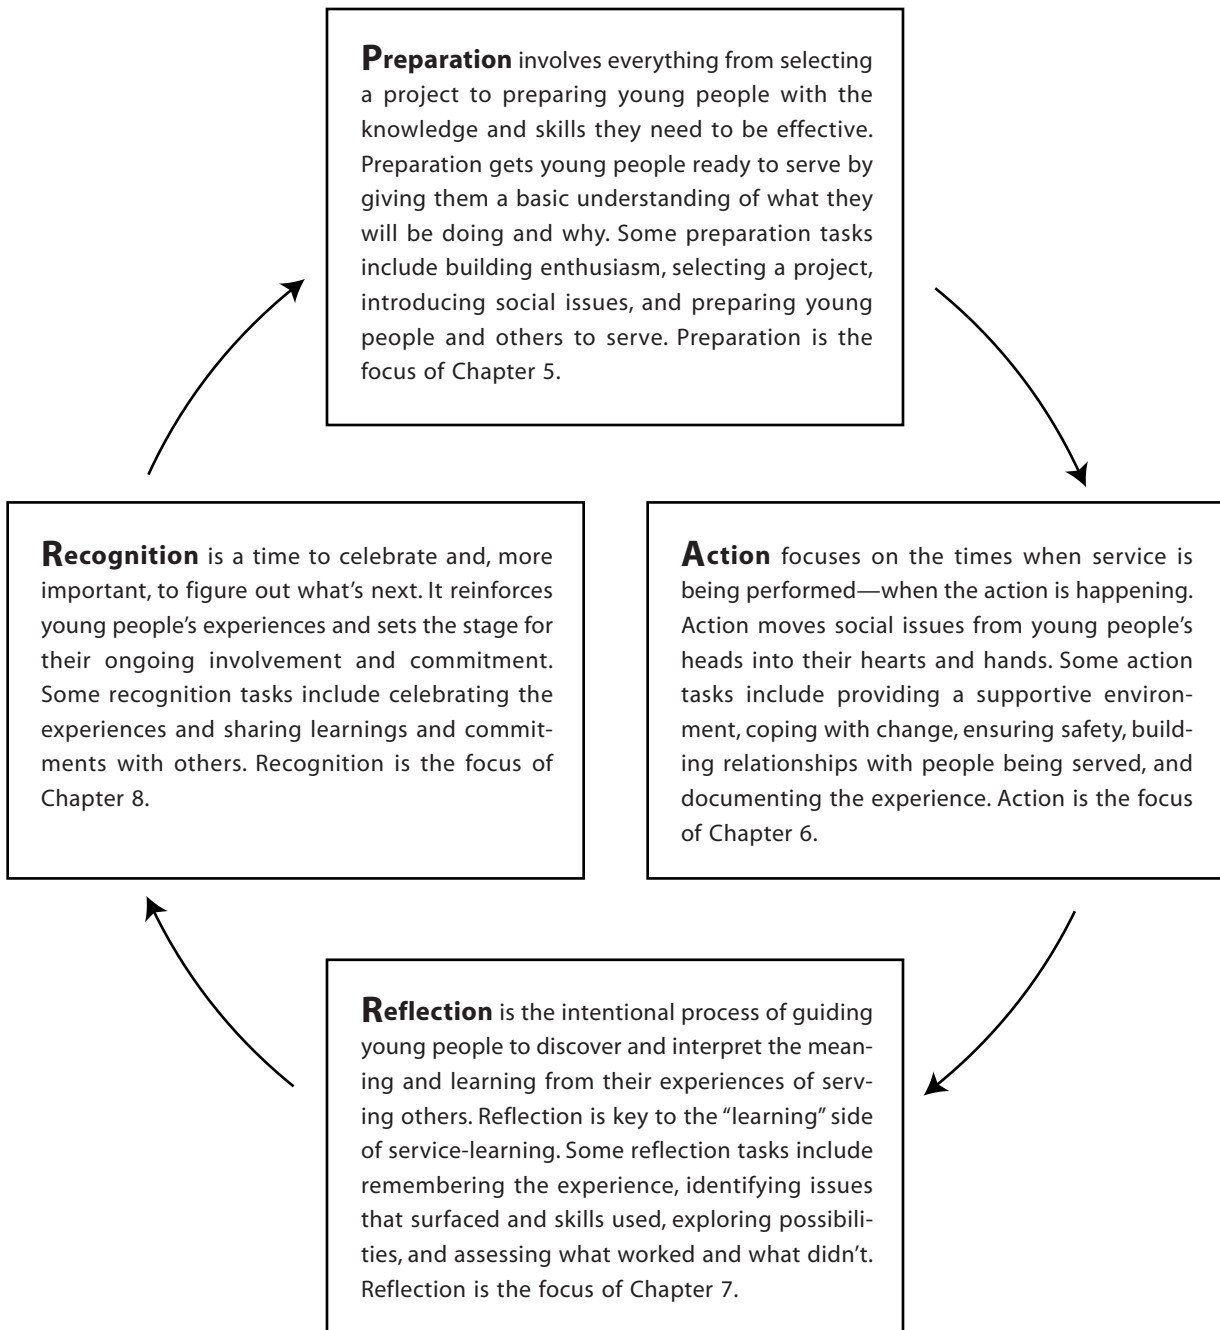 Preparation involves everything from selecting
a project to preparing young people with the
knowledge and skills they need to be effective.
Preparation gets young people ready to serve by
giving them a basic understanding of what they
will be doing and why. Some preparation tasks
include building enthusiasm, selecting a project,
introducing social issues, and preparing young
people and others to serve. Preparation is the
focus of Chapter 5.
Action focuses on the times when service is
being performed—when the action is happening.
Action moves social issues from young people’s
heads into their hearts and hands. Some action
tasks include providing a supportive environ-
ment, coping with change, ensuring safety, build-
ing relationships with people being served, and
documenting the experience. Action is the focus
of Chapter 6.
Reflection is the intentional process of guiding
young people to discover and interpret the mean-
ing and learning from their experiences of serv-
ing others. Reflection is key to the “learning” side
of service-learning. Some reflection tasks include
remembering the experience, identifying issues
that surfaced and skills used, exploring possibili-
ties, and assessing what worked and what didn’t.
Reflection is the focus of Chapter 7.
Recognition is a time to celebrate and, more
important, to figure out what’s next. It reinforces
young people’s experiences and sets the stage for
their ongoing involvement and commitment.
Some recognition tasks include celebrating the
experiences and sharing learnings and commit-
ments with others. Recognition is the focus of
Chapter 8.